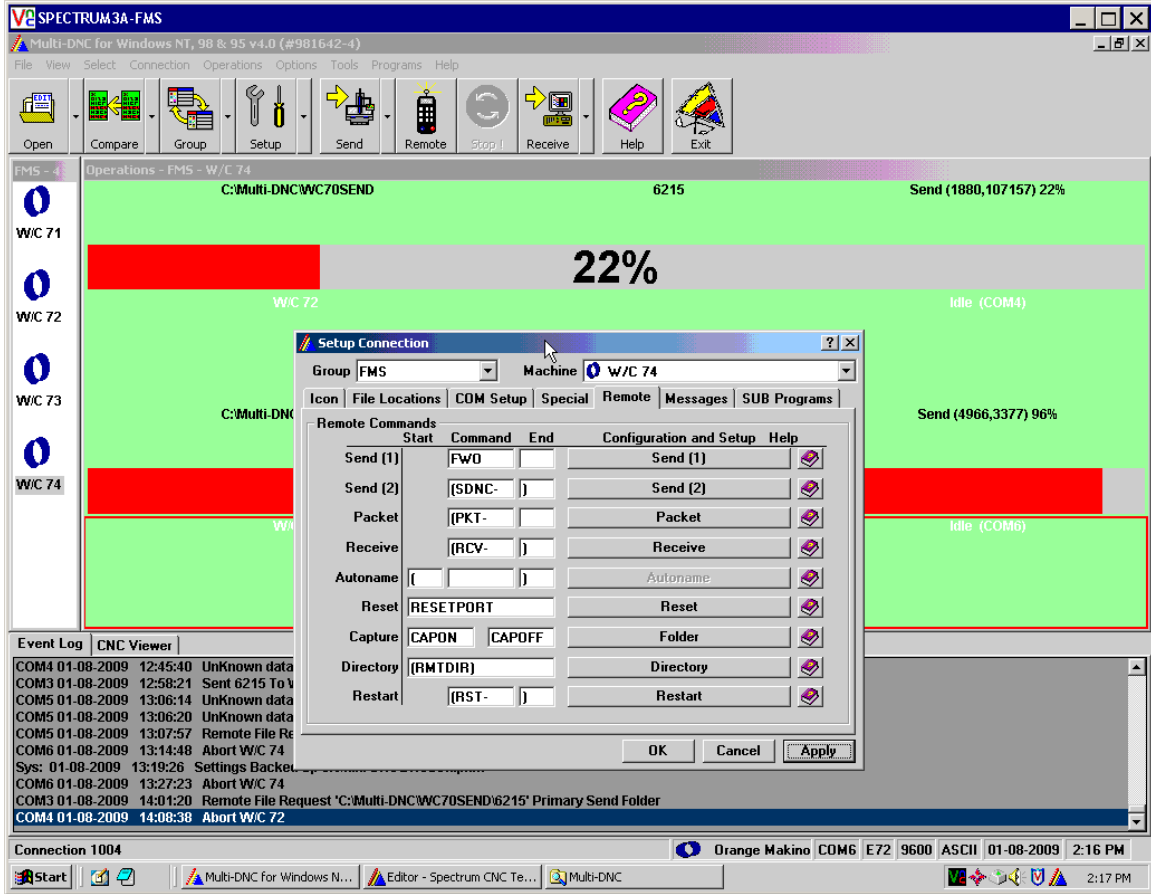 SPECTRUM3A-FMS
Multi-DNC for Windows NT, 98 & 95 v4.0 (#981642-4)
File View Select Connection Operations Options Tools Programs Help
Open Compare Group Setup Send Remote Stop ! Receive Help Exit
FMS - 4
Operations - FMS - W/C 74
C:\Multi-DNC\WC70SEND 6215 Send (1880,107157) 22%
W/C 71
22%
W/C 72 Idle (COM4)
W/C 72
Setup Connection
Group FMS Machine W/C 74
W/C 73
Icon File Locations COM Setup Special Remote Messages SUB Programs
C:\Multi-DN Send (4966,3377) 96%
Remote Commands
Start Command End Configuration and Setup Help
Send (1) FWO Send (1)
W/C 74
Send (2) (SDNC- ) Send (2)
Packet (PKT- Packet
Idle (COM6)
Receive (RCV- ) Receive
Autoname ( ) Autoname
Reset RESETPORT Reset
Capture CAPON CAPOFF Folder
Directory (RMTDIR) Directory
Restart (RST- ) Restart
OK Cancel Apply
Event Log CNC Viewer
COM4 01-08-2009 12:45:40 UnKnown data
COM3 01-08-2009 12:58:21 Sent 6215 To
COM5 01-08-2009 13:06:14 UnKnown data
COM5 01-08-2009 13:06:20 UnKnown data
COM5 01-08-2009 13:07:57 Remote File Re
COM6 01-08-2009 13:14:48 Abort W/C 74
Sys: 01-08-2009 13:19:26 Settings Backed
COM6 01-08-2009 13:27:23 Abort W/C 74
COM3 01-08-2009 14:01:20 Remote File Request 'C:\Multi-DNC\WC70SEND\6215' Primary Send Folder
COM4 01-08-2009 14:08:38 Abort W/C 72
Connection 1004 Orange Makino COM6 E72 9600 ASCII 01-08-2009 2:16 PM
Start Multi-DNC for Windows N... Editor - Spectrum CNC Te... Multi-DNC 2:17 PM